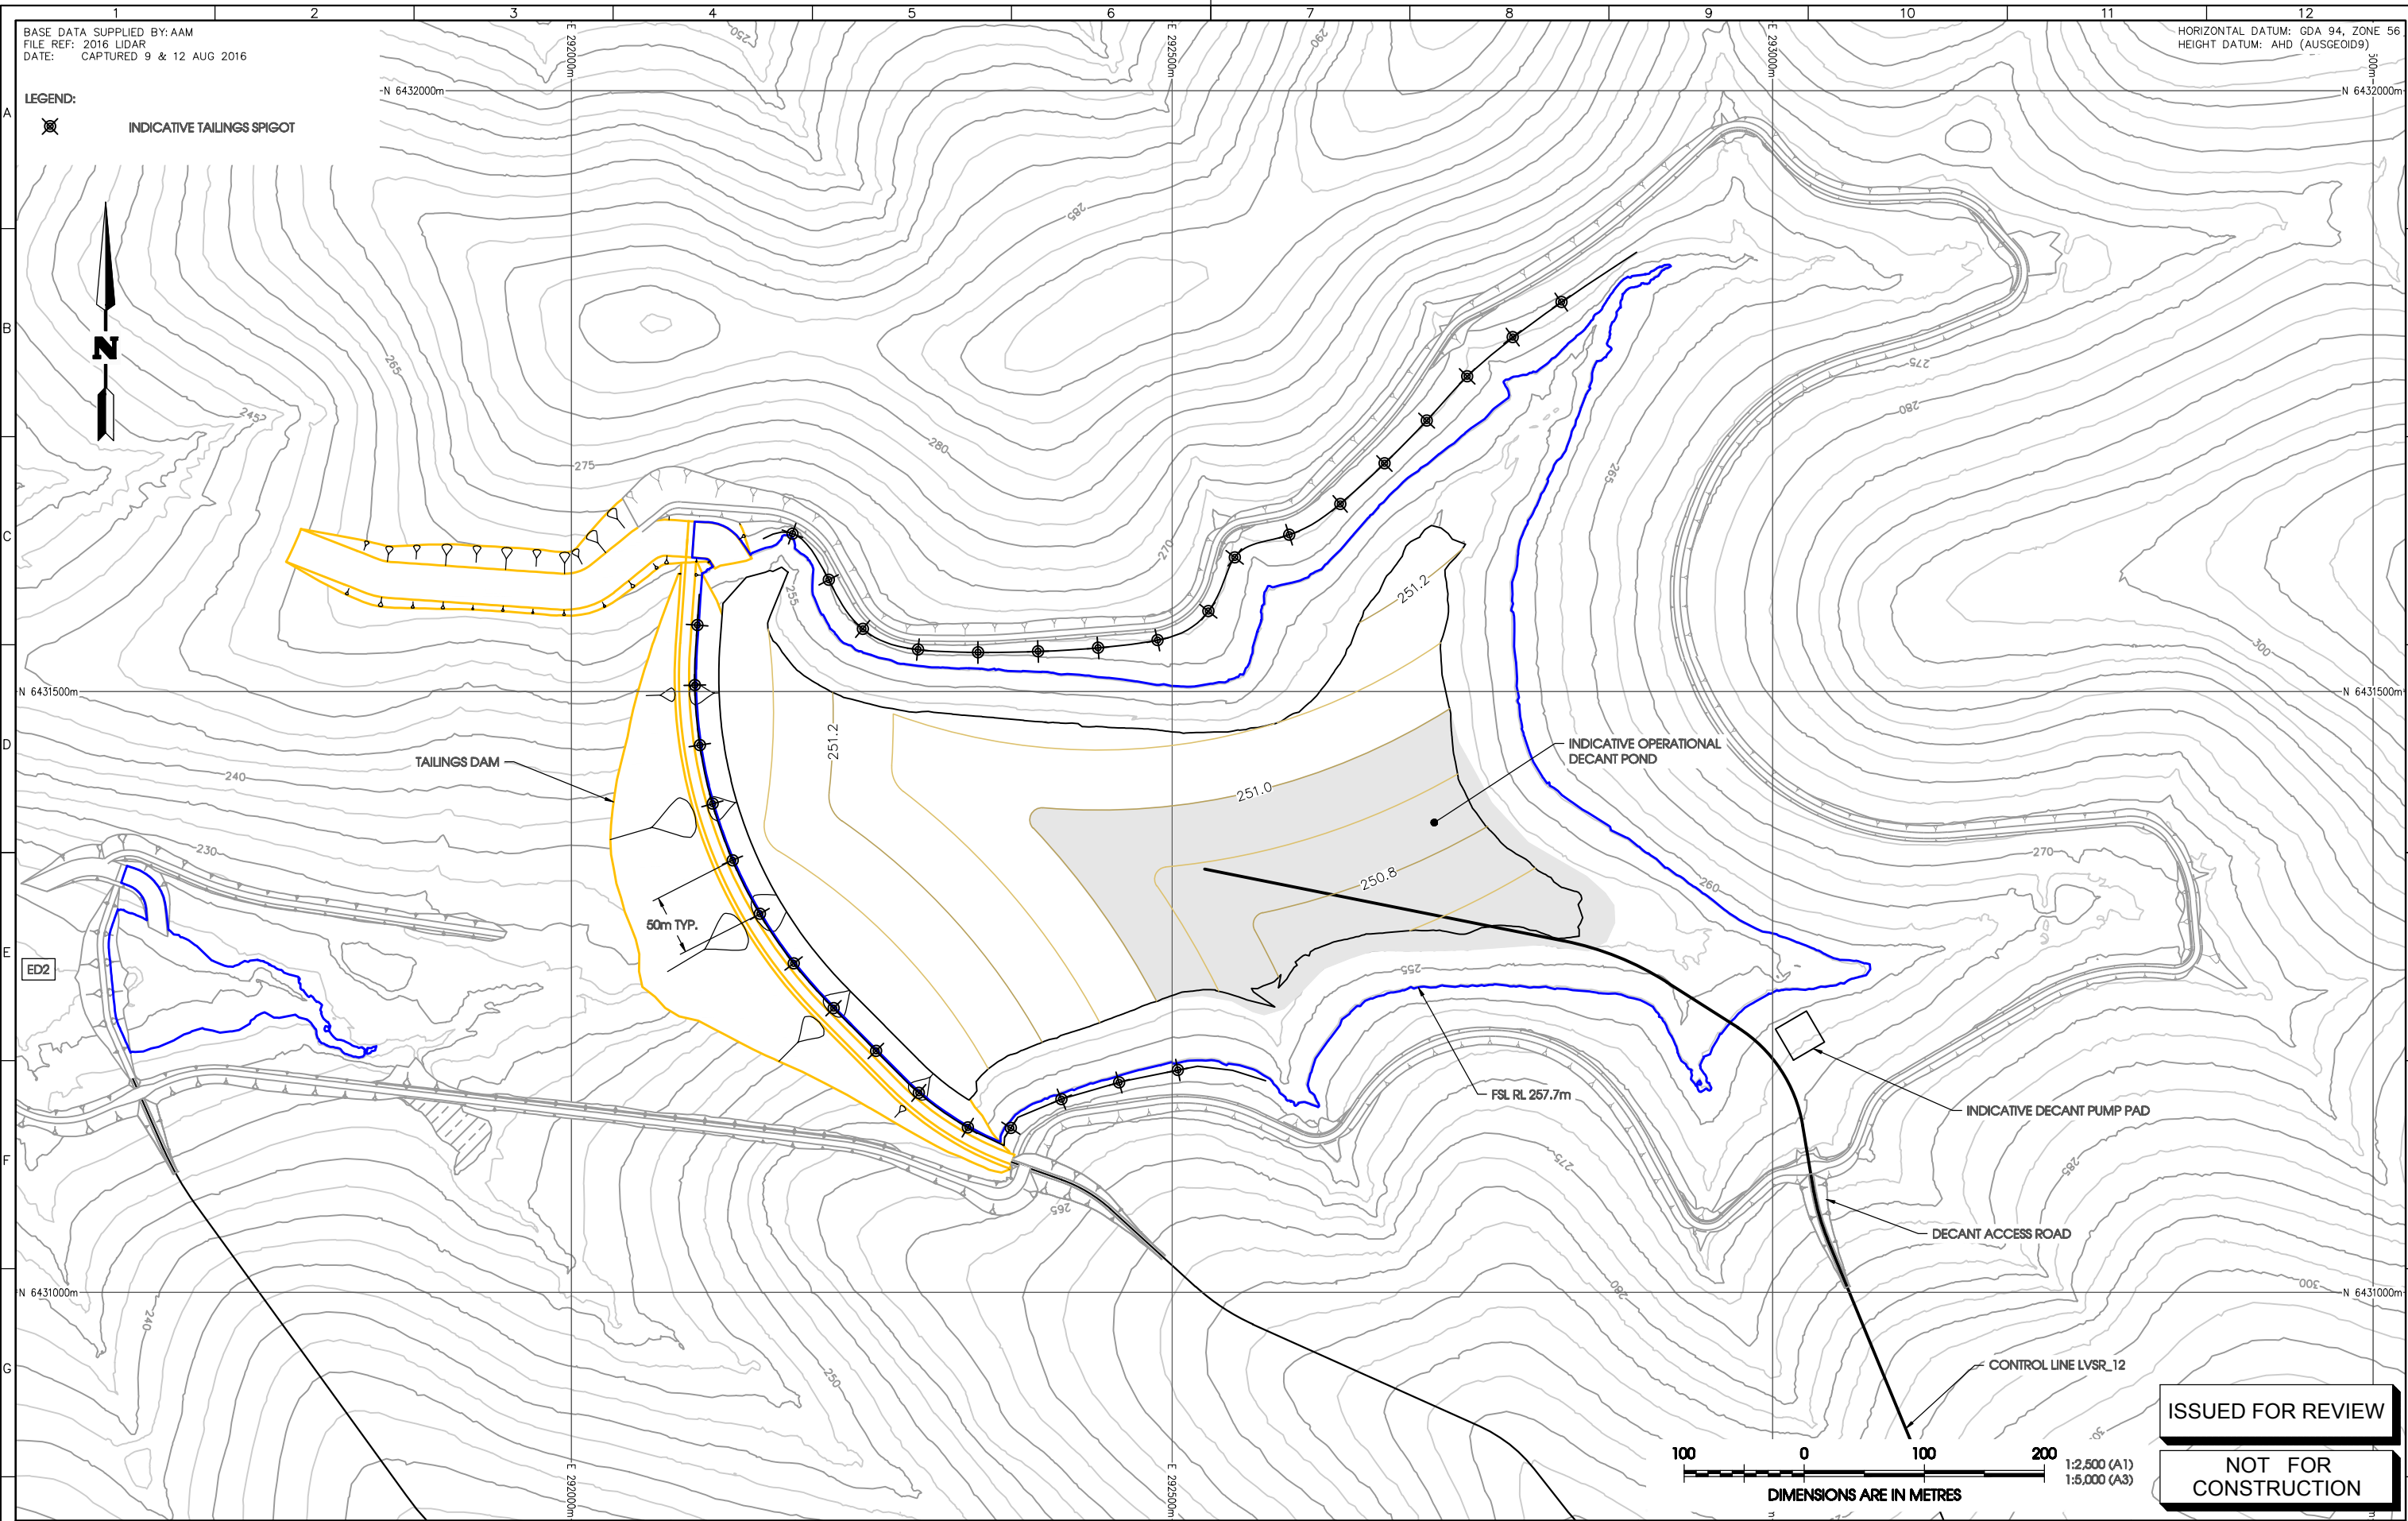 1 2 3 4 5 6 7 8 9 10 11 12
BASE DATA SUPPLIED BY: AAM
FILE REF: 2016 LIDAR
DATE: CAPTURED 9 & 12 AUG 2016
HORIZONTAL DATUM: GDA 94, ZONE 56
HEIGHT DATUM: AHD (AUSGEOID9)
E 292000m
E 292500m
E 293000m
500m
250
290
A
LEGEND:
INDICATIVE TAILINGS SPIGOT
N 6432000m
N 6432000m
285
B
N
265
245
275
280
275
280
265
C
270
255
251.2
300
N 6431500m
N 6431500m
D
251.2
TAILINGS DAM
240
INDICATIVE OPERATIONAL
DECANT POND
251.0
230
270
250.8
260
50m TYP.
E
ED2
255
FSL RL 257.7m
INDICATIVE DECANT PUMP PAD
F
275
285
265
DECANT ACCESS ROAD
280
300
N 6431000m
N 6431000m
240
G
250
CONTROL LINE LVSR_12
ISSUED FOR REVIEW
NOT FOR
CONSTRUCTION
100 0 100 200
1:2,500 (A1)
1:5,000 (A3)
DIMENSIONS ARE IN METRES
E 292000m
E 292500m